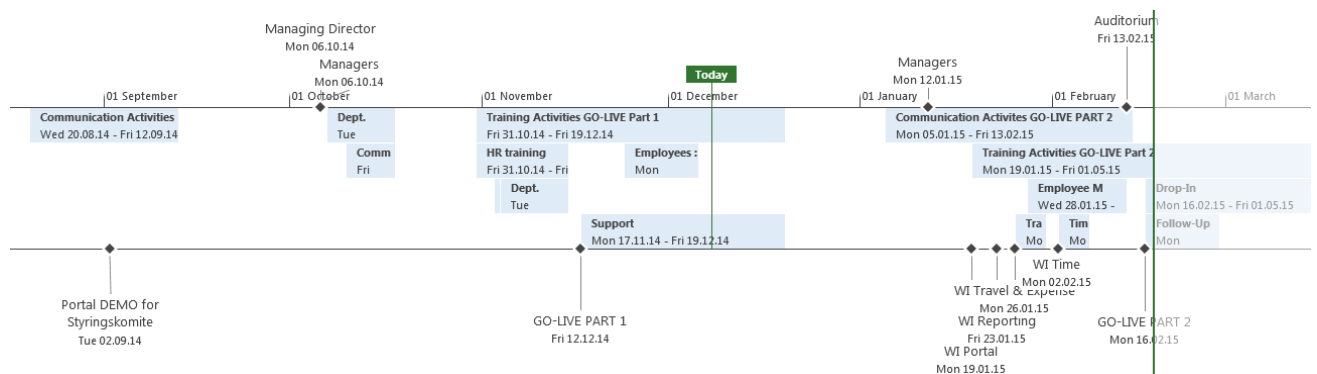 Auditorium
Fri 13.02.15
Managing Director
Mon 06.10.14
Managers
Mon 06.10.14
Managers
Mon 12.01.15
Today
01 September
01 October
01 November
01 December
01 January
01 February
01 March
Communication Activities
Wed 20.08.14 - Fri 12.09.14
Dept.
Tue
Training Activities GO-LIVE Part 1
Fri 31.10.14 - Fri 19.12.14
Communication Activites GO-LIVE PART 2
Mon 05.01.15 - Fri 13.02.15
Comm
Fri
HR training
Fri 31.10.14 - Fri
Employees :
Mon
Training Activities GO-LIVE Part 2
Mon 19.01.15 - Fri 01.05.15
Dept.
Tue
Employee M
Wed 28.01.15 -
Drop-In
Mon 16.02.15 - Fri 01.05.15
Support
Mon 17.11.14 - Fri 19.12.14
Tra
Mo
Tim
Mo
Follow-Up
Mon
WI Time
Mon 02.02.15
WI Travel & Expense
Mon 26.01.15
Portal DEMO for
Styringskomite
Tue 02.09.14
GO-LIVE PART 1
Fri 12.12.14
WI Reporting
Fri 23.01.15
GO-LIVE PART 2
Mon 16.02.15
WI Portal
Mon 19.01.15